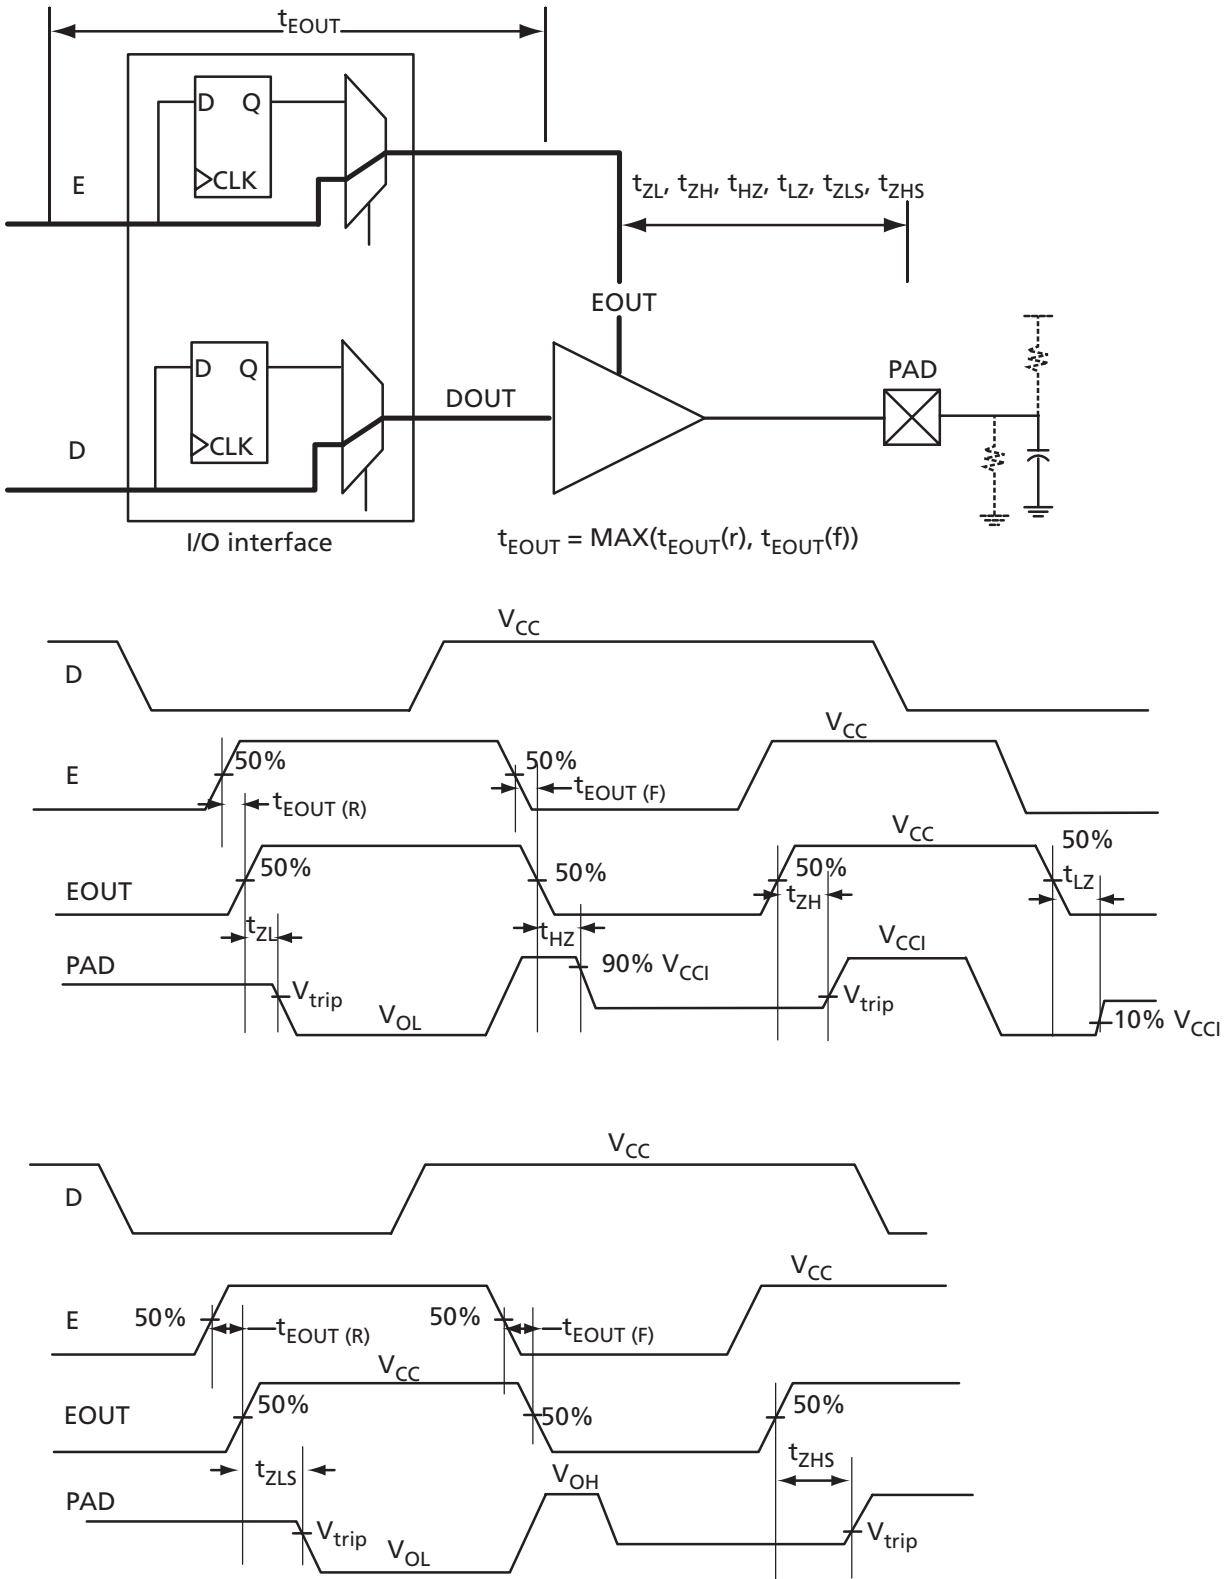 tEOUT
D Q
CLK
E
tZL, tZH, tHZ, tLZ, tZLS, tZHS
EOUT
D Q
CLK
DOUT
PAD
D
I/O interface
tEOUT = MAX(tEOUT(r), tEOUT(f))
VCC
D
VCC
50%
50%
E
tEOUT (R)
tEOUT (F)
VCC
50%
50%
50%
50%
EOUT
tZH
tLZ
tZL
tHZ
VCCI
PAD
90% VCCI
Vtrip
Vtrip
VOL
10% VCCI
VCC
D
VCC
50%
50%
E
tEOUT (R)
tEOUT (F)
VCC
EOUT
50%
50%
50%
tZLS
tZHS
VOH
PAD
Vtrip
Vtrip
VOL